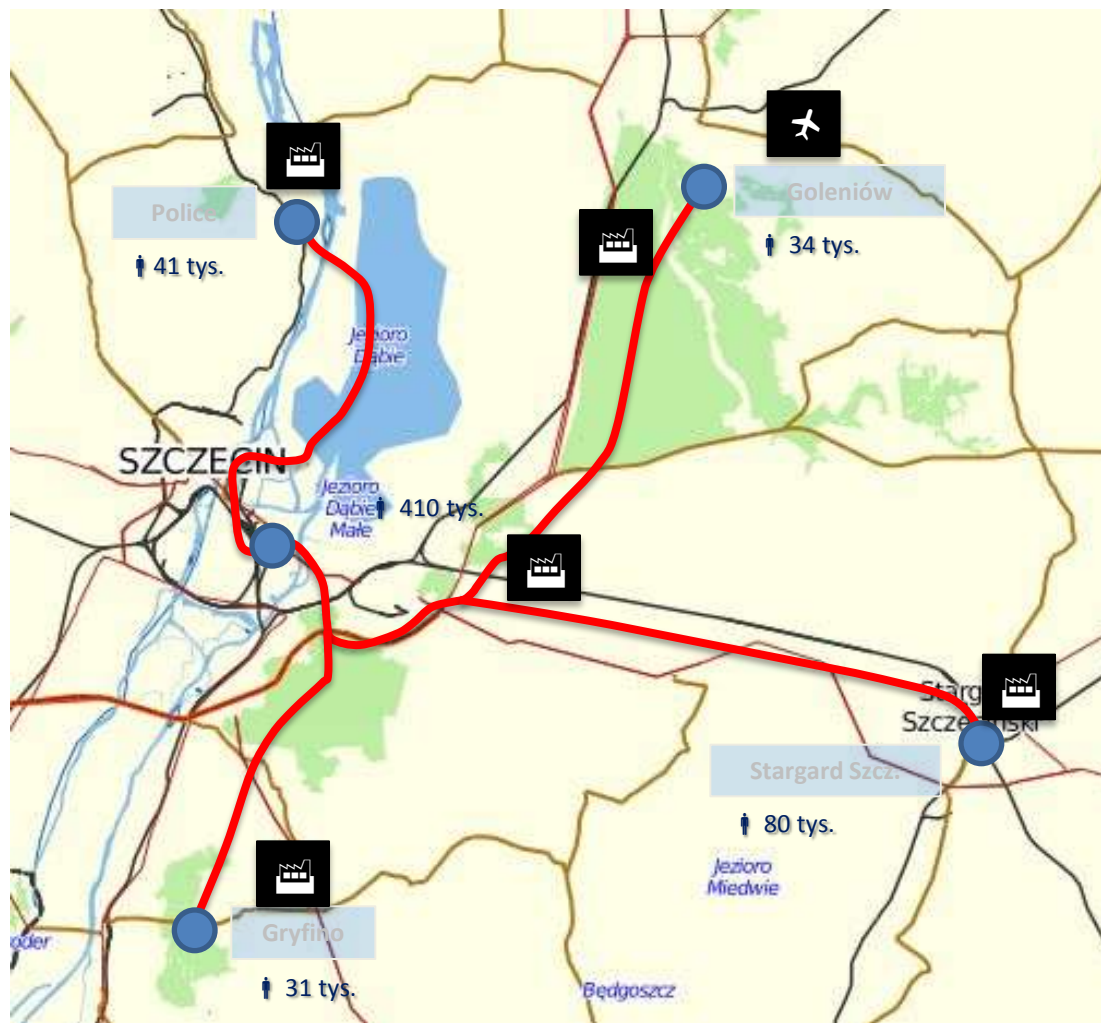 Police
41 tys.
Goleniów
34 tys.
Jezioro
Dąbie
SZCZECIN
Jezioro
Dąbie
Małe
410 tys.
Stargard Szcz.
80 tys.
Jezioro
Miedwie
Gryfino
31 tys.
Będgoszcz